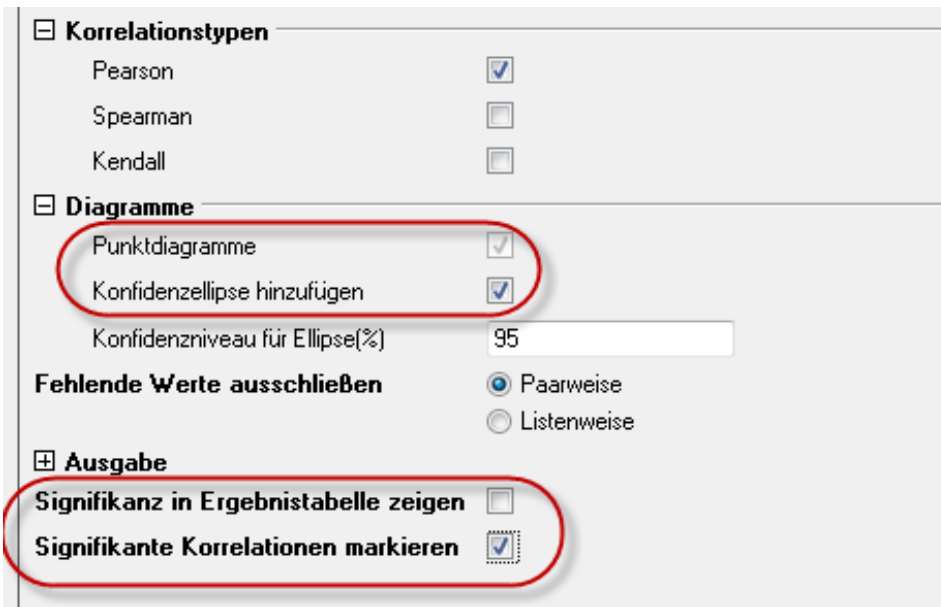 Korrelationstypen
Pearson
Spearman
Kendall
Diagramme
Punktdiagramme
Konfidenzellipse hinzufügen
Konfidenzniveau für Ellipse(%) 95
Fehlende Werte ausschließen Paarweise
Listenweise
Ausgabe
Signifikanz in Ergebnistabelle zeigen
Signifikante Korrelationen markieren